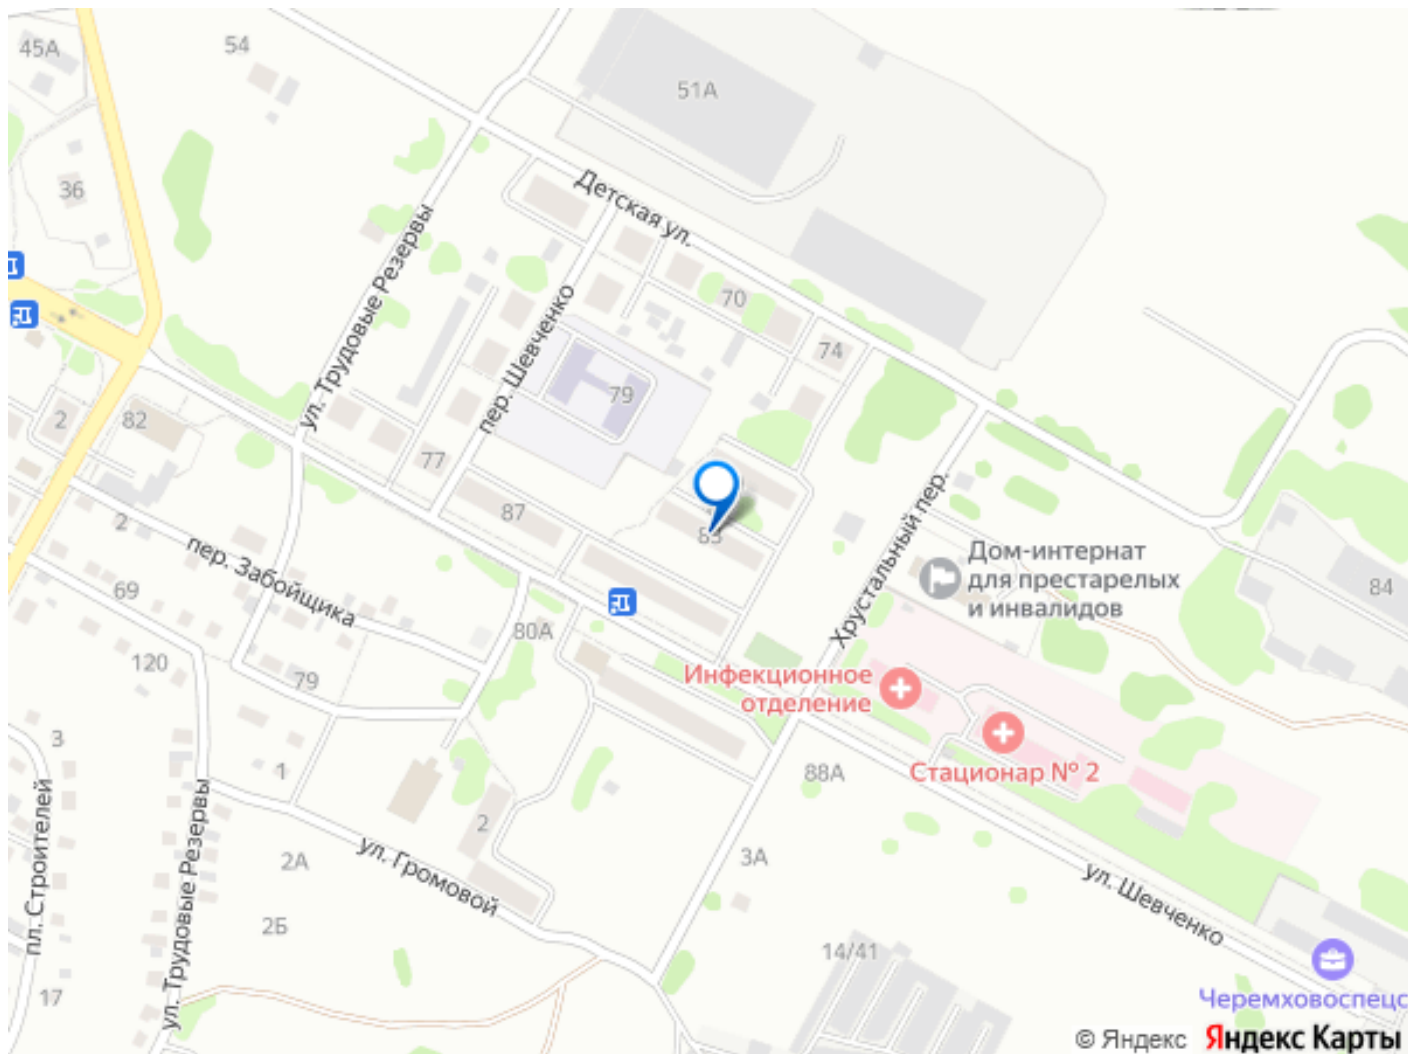 45А
54
51А
36
Детская ул.
ул. Трудовые Резервы
пер. Шевченко
70
74
79
2
82
77
87
83
2
пер. Забойщика
69
80А
Хрустальный пер.
Дом-интернат
для престарелых
и инвалидов
84
120
79
Инфекционное
отделение
Стационар № 2
88А
3
1
пл. Строителей
ул. Трудовые Резервы
2
2А
ул. Громовой
3А
ул. Шевченко
2Б
14/41
17
Черемховоспецс
© Яндекс Яндекс Карты